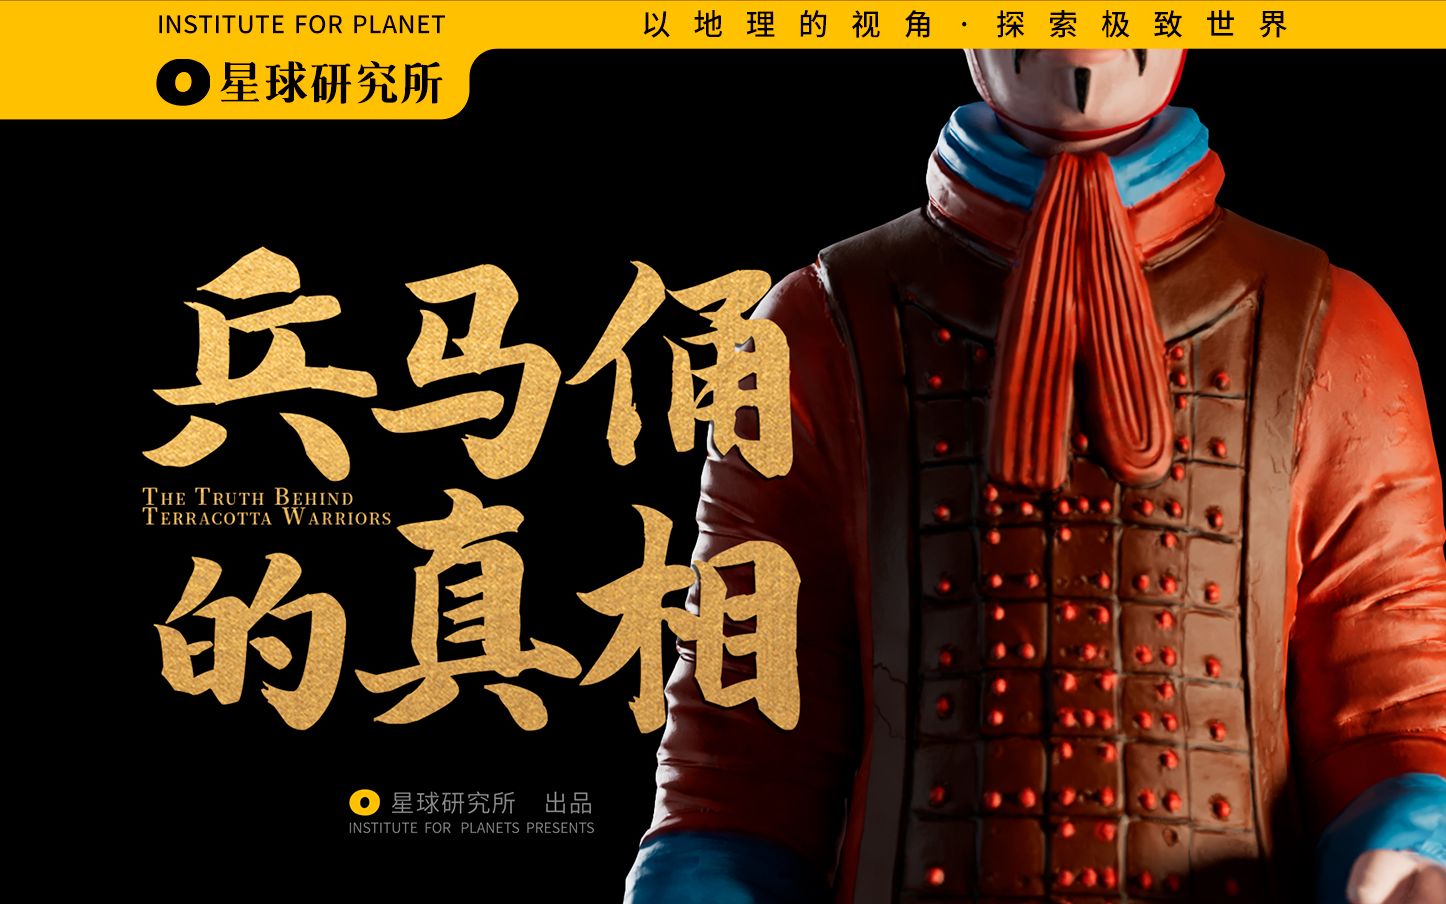 INSTITUTE FOR PLANET
以地理的视角·探索极致世界
星球研究所
兵马俑
THE TRUTH BEHIND
TERRACOTTA WARRIORS
的真相
星球研究所 出品
INSTITUTE FOR PLANETS PRESENTS